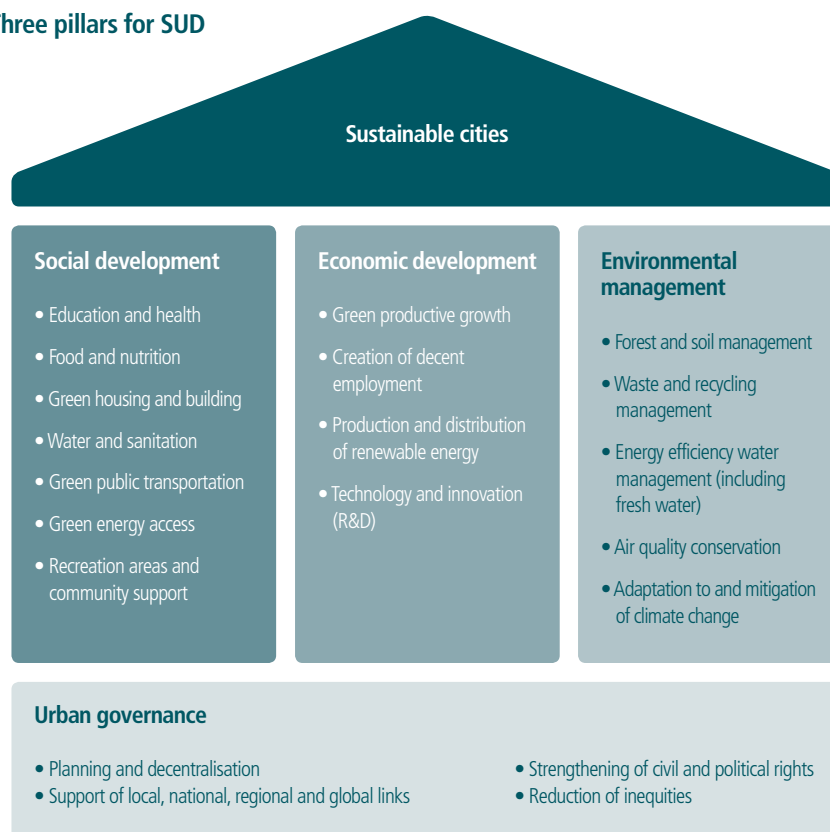 Three pillars for SUD
Sustainable cities
Social development
• Education and health
• Food and nutrition
• Green housing and building
• Water and sanitation
• Green public transportation
• Green energy access
• Recreation areas and
community support
Economic development
• Green productive growth
• Creation of decent
employment
• Production and distribution
of renewable energy
• Technology and innovation
(R&D)
Environmental
management
• Forest and soil management
• Waste and recycling
management
• Energy efficiency water
management (including
fresh water)
• Air quality conservation
• Adaptation to and mitigation
of climate change
Urban governance
• Planning and decentralisation
• Support of local, national, regional and global links
• Strengthening of civil and political rights
• Reduction of inequities